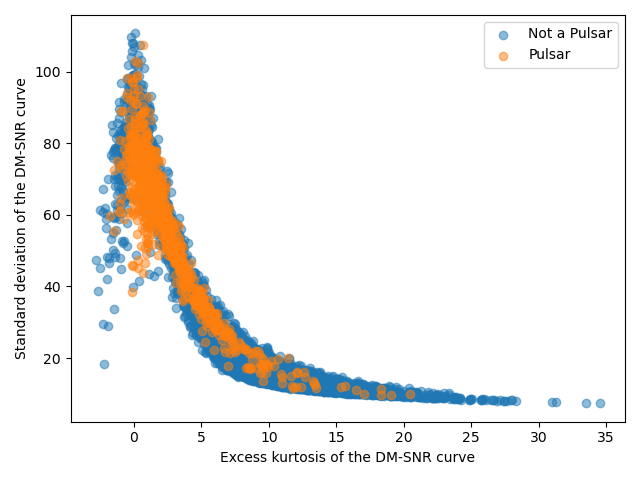 Not a Pulsar
Pulsar
Standard deviation of the DM-SNR curve
100
80
60
40
20
0 5 10 15 20 25 30 35
Excess kurtosis of the DM-SNR curve